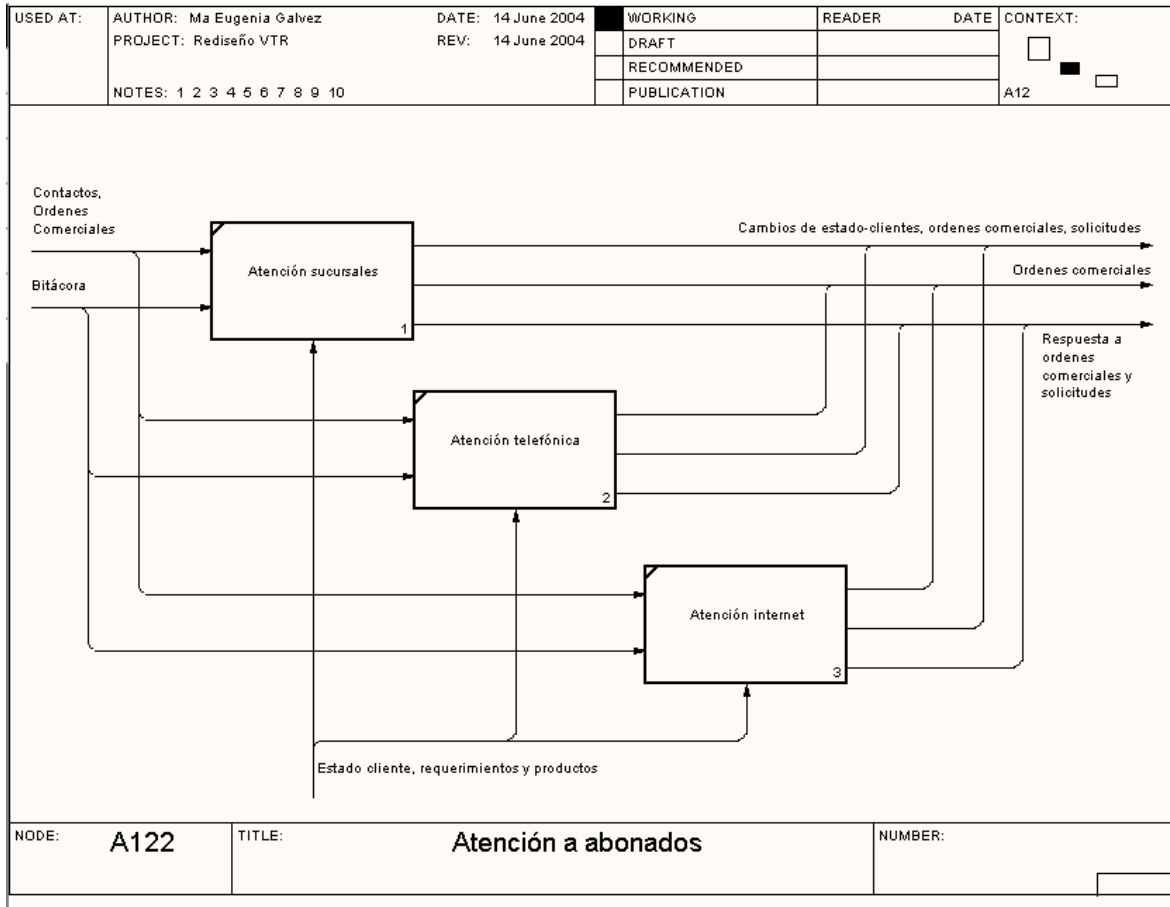 USED AT:
AUTHOR: Ma Eugenia Galvez
DATE: 14 June 2004
PROJECT: Rediseño VTR
REV: 14 June 2004
NOTES: 1 2 3 4 5 6 7 8 9 10
WORKING
DRAFT
RECOMMENDED
PUBLICATION
READER DATE
CONTEXT:
A12
Contactos,
Ordenes
Comerciales
Bitácora
Atención sucursales
1
Cambios de estado-clientes, ordenes comerciales, solicitudes
Ordenes comerciales
Respuesta a
ordenes
comerciales y
solicitudes
Atención telefónica
2
Atención internet
3
Estado cliente, requerimientos y productos
NODE:
A122
TITLE:
Atención a abonados
NUMBER: